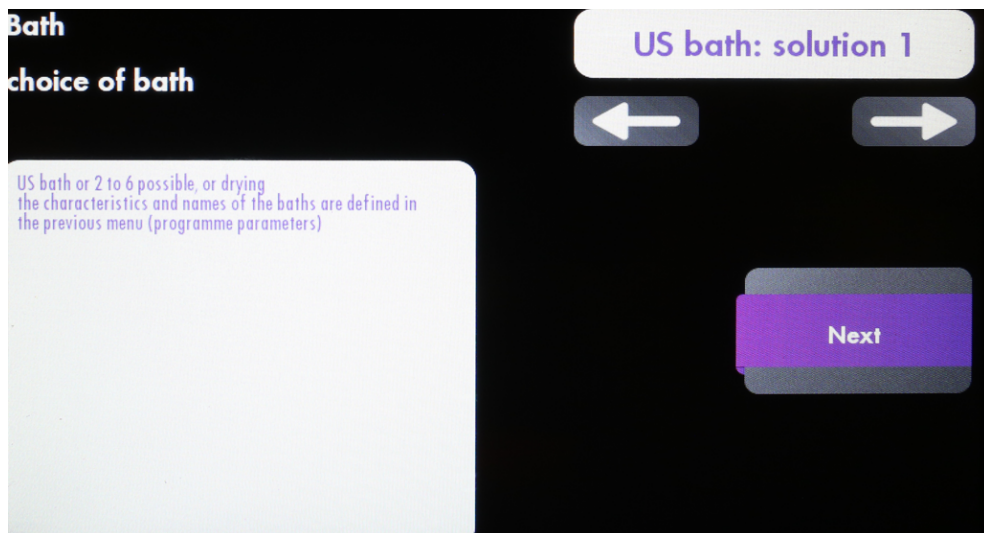 Bath
choice of bath
US bath: solution 1
US bath or 2 to 6 possible, or drying
the characteristics and names of the baths are defined in
the previous menu (programme parameters)
Next